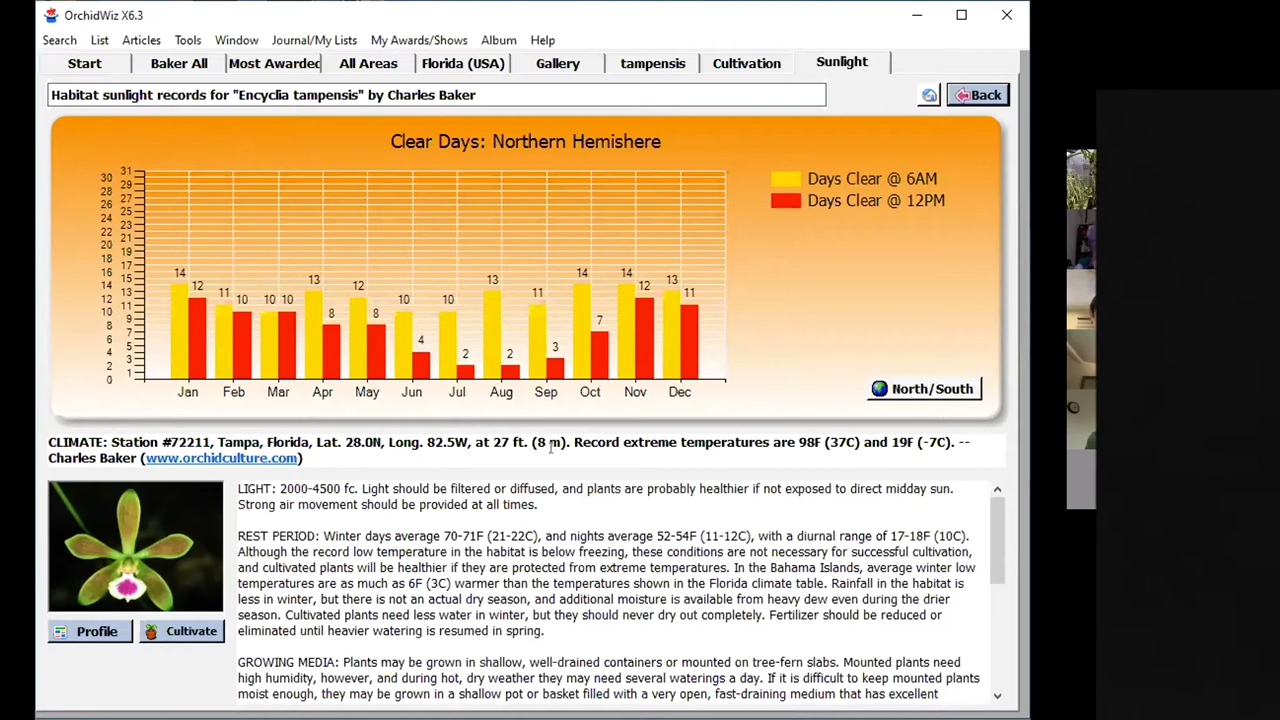 OrchidWiz X6.3
Search List Articles Tools Window Journal/My Lists My Awards/Shows Album Help
Start Baker All Most Awarded All Areas Florida (USA) Gallery tampensis Cultivation Sunlight
Habitat sunlight records for "Encyclia tampensis" by Charles Baker
Back
Clear Days: Northern Hemishere
31
30
29
28
27
26
25
24
23
22
21
20
19
18
17
16
15
14
13
12
11
10
9
8
7
6
5
4
3
2
1
0
14 12 11 10 10 10 13 8 12 8 10 4 10 2 13 2 11 3 14 7 14 12 13 11
Jan Feb Mar Apr May Jun Jul Aug Sep Oct Nov Dec
Days Clear @ 6AM
Days Clear @ 12PM
North/South
CLIMATE: Station #72211, Tampa, Florida, Lat. 28.0N, Long. 82.5W, at 27 ft. (8 m). Record extreme temperatures are 98F (37C) and 19F (-7C). --
Charles Baker (www.orchidculture.com)
LIGHT: 2000-4500 fc. Light should be filtered or diffused, and plants are probably healthier if not exposed to direct midday sun.
Strong air movement should be provided at all times.
REST PERIOD: Winter days average 70-71F (21-22C), and nights average 52-54F (11-12C), with a diurnal range of 17-18F (10C).
Although the record low temperature in the habitat is below freezing, these conditions are not necessary for successful cultivation,
and cultivated plants will be healthier if they are protected from extreme temperatures. In the Bahama Islands, average winter low
temperatures are as much as 6F (3C) warmer than the temperatures shown in the Florida climate table. Rainfall in the habitat is
less in winter, but there is not an actual dry season, and additional moisture is available from heavy dew even during the drier
season. Cultivated plants need less water in winter, but they should never dry out completely. Fertilizer should be reduced or
eliminated until heavier watering is resumed in spring.
GROWING MEDIA: Plants may be grown in shallow, well-drained containers or mounted on tree-fern slabs. Mounted plants need
high humidity, however, and during hot, dry weather they may need several waterings a day. If it is difficult to keep mounted plants
moist enough, they may be grown in a shallow pot or basket filled with a very open, fast-draining medium that has excellent
Profile
Cultivate